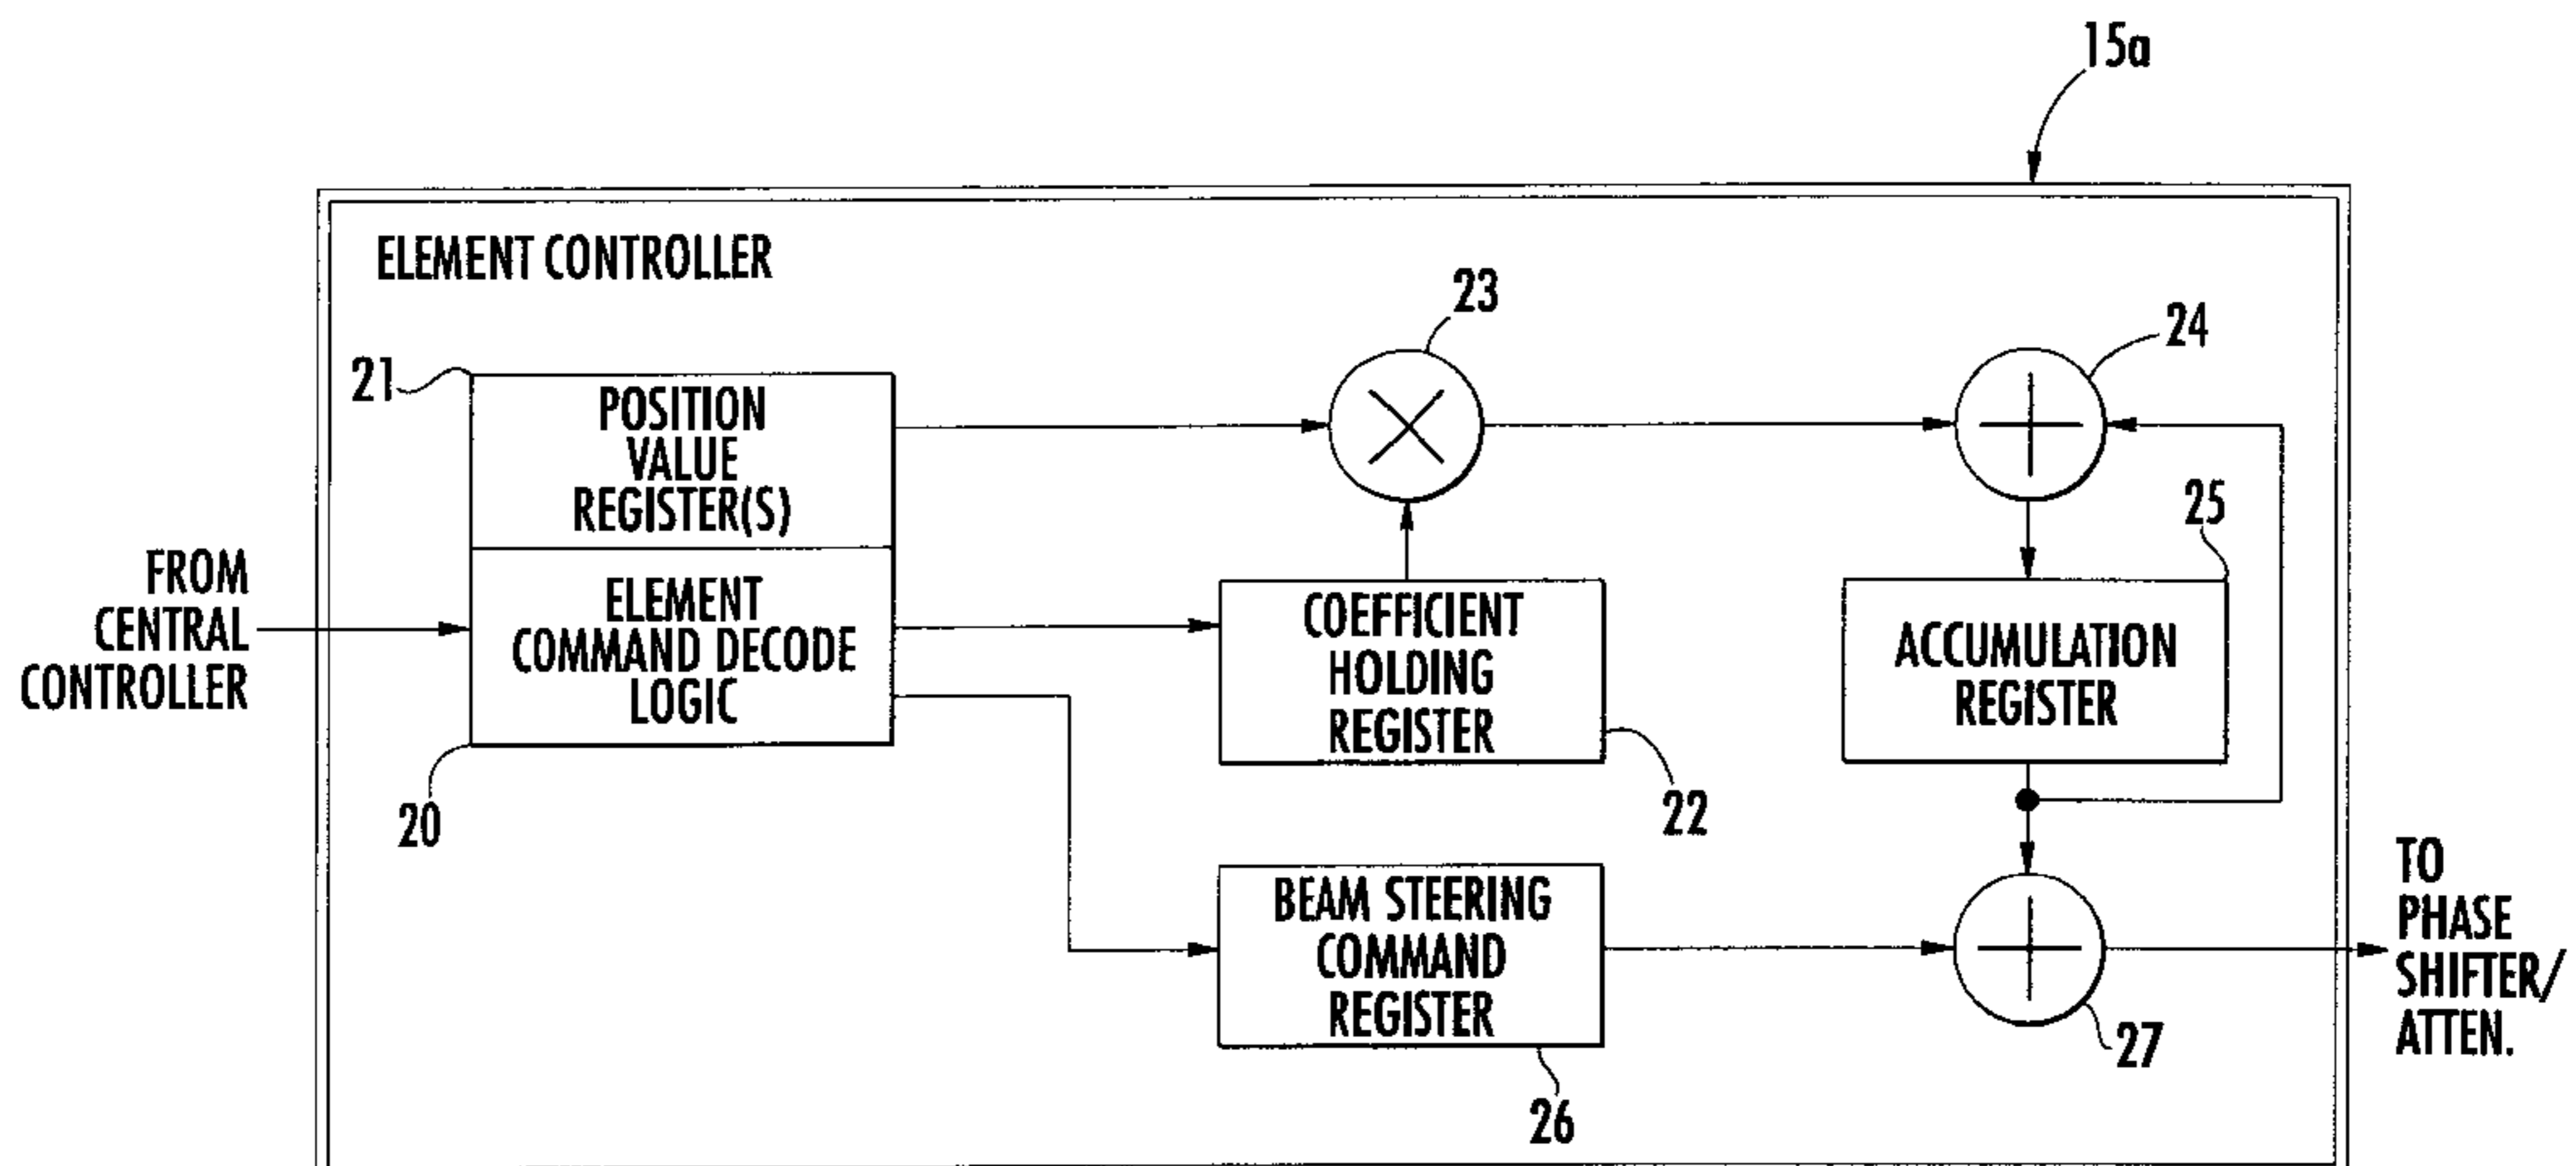 15a
ELEMENT CONTROLLER
23
24
21
POSITION
VALUE
REGISTER(S)
25
FROM
CENTRAL
CONTROLLER
ELEMENT
COMMAND DECODE
LOGIC
COEFFICIENT
HOLDING
REGISTER
ACCUMULATION
REGISTER
20
22
BEAM STEERING
COMMAND
REGISTER
TO
PHASE
SHIFTER/
ATTEN.
27
26